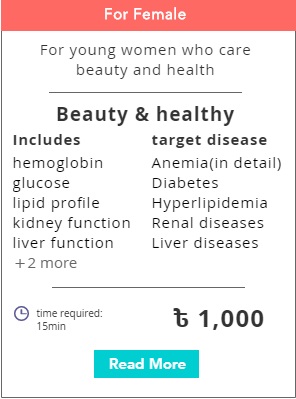 For Female
For young women who care
beauty and health
Beauty & healthy
Includes target disease
hemoglobin Anemia(in detail)
glucose Diabetes
lipid profile Hyperlipidemia
kidney function Renal diseases
liver function Liver diseases
+2 more
time required:
15min
৳ 1,000
Read More